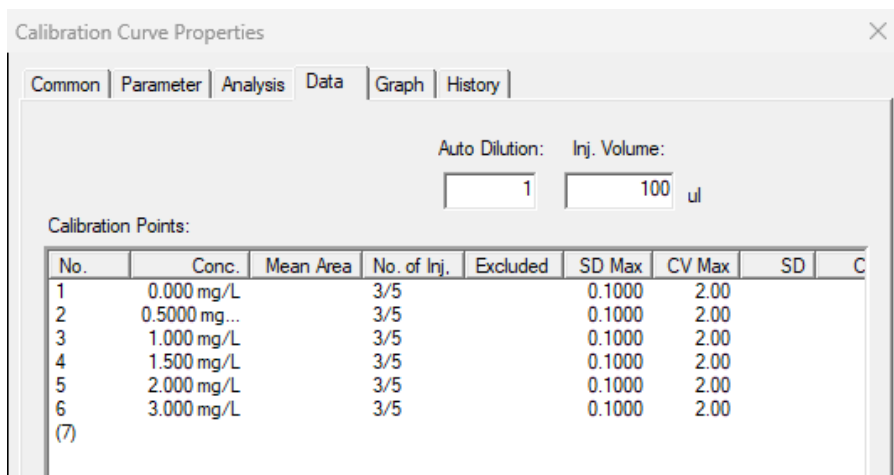 Calibration Curve Properties
Common Parameter Analysis Data Graph History
Auto Dilution: Inj. Volume:
1 100 ul
Calibration Points:
No. Conc. Mean Area No. of Inj, Excluded SD Max CV Max SD C
1 0.000 mg/L 3/5 0.1000 2.00
2 0.5000 mg... 3/5 0.1000 2.00
3 1.000 mg/L 3/5 0.1000 2.00
4 1.500 mg/L 3/5 0.1000 2.00
5 2.000 mg/L 3/5 0.1000 2.00
6 3.000 mg/L 3/5 0.1000 2.00
(7)